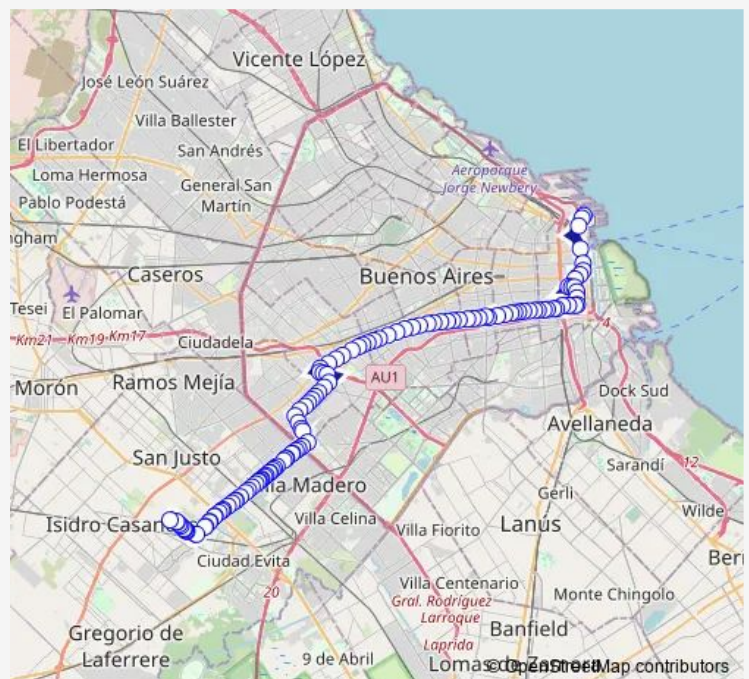 Vicente López
José León Suárez
Villa Ballester
El Libertador
San Andrés
Loma Hermosa
Aeroparque
Jorge Newbery
General San
Martín
Pablo Podestá
Caseros
Buenos Aires
Tesei
El Palomar
Km21
Km19
Km17
Ciudadela
4
Morón
Ramos Mejía
AU1
Dock Sud
Avellaneda
San Justo
Sarandí
12
Madero
Gerli
Wilde
Isidro
Villa Celina
Villa Fiorito
Lanús
Ciudad Evita
20
Villa Centenario
Gral. Rodríguez
Larroque
Monte Chingolo
Laprida
Banfield
Gregorio de
Laferrere
9 de Abril
© OpenStreetMap contributors